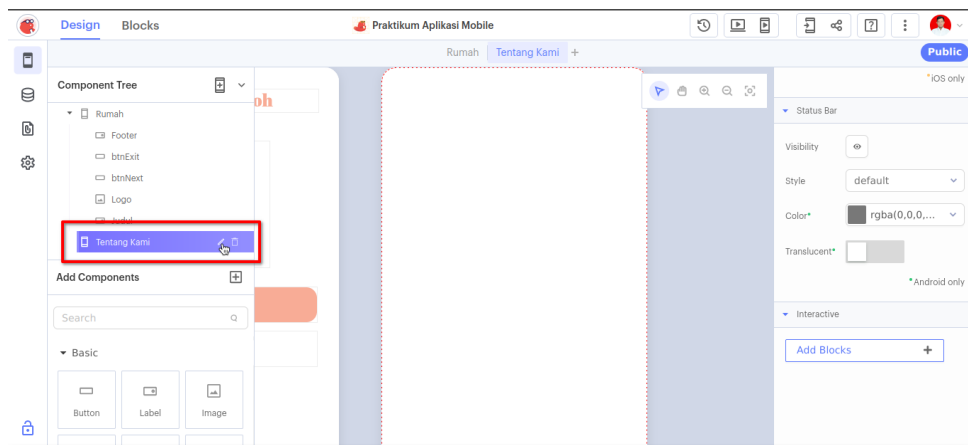 Design Blocks Praktikum Aplikasi Mobile
Rumah Tentang Kami + Public
Component Tree
Rumah
Footer
btnExit
btnNext
Logo
Judul
Tentang Kami
Add Components
Search
Basic
Button Label Image
oh
*iOS only
Status Bar
Visibility
Style default
Color* rgba(0,0,0,...
Translucent*
*Android only
Interactive
Add Blocks +